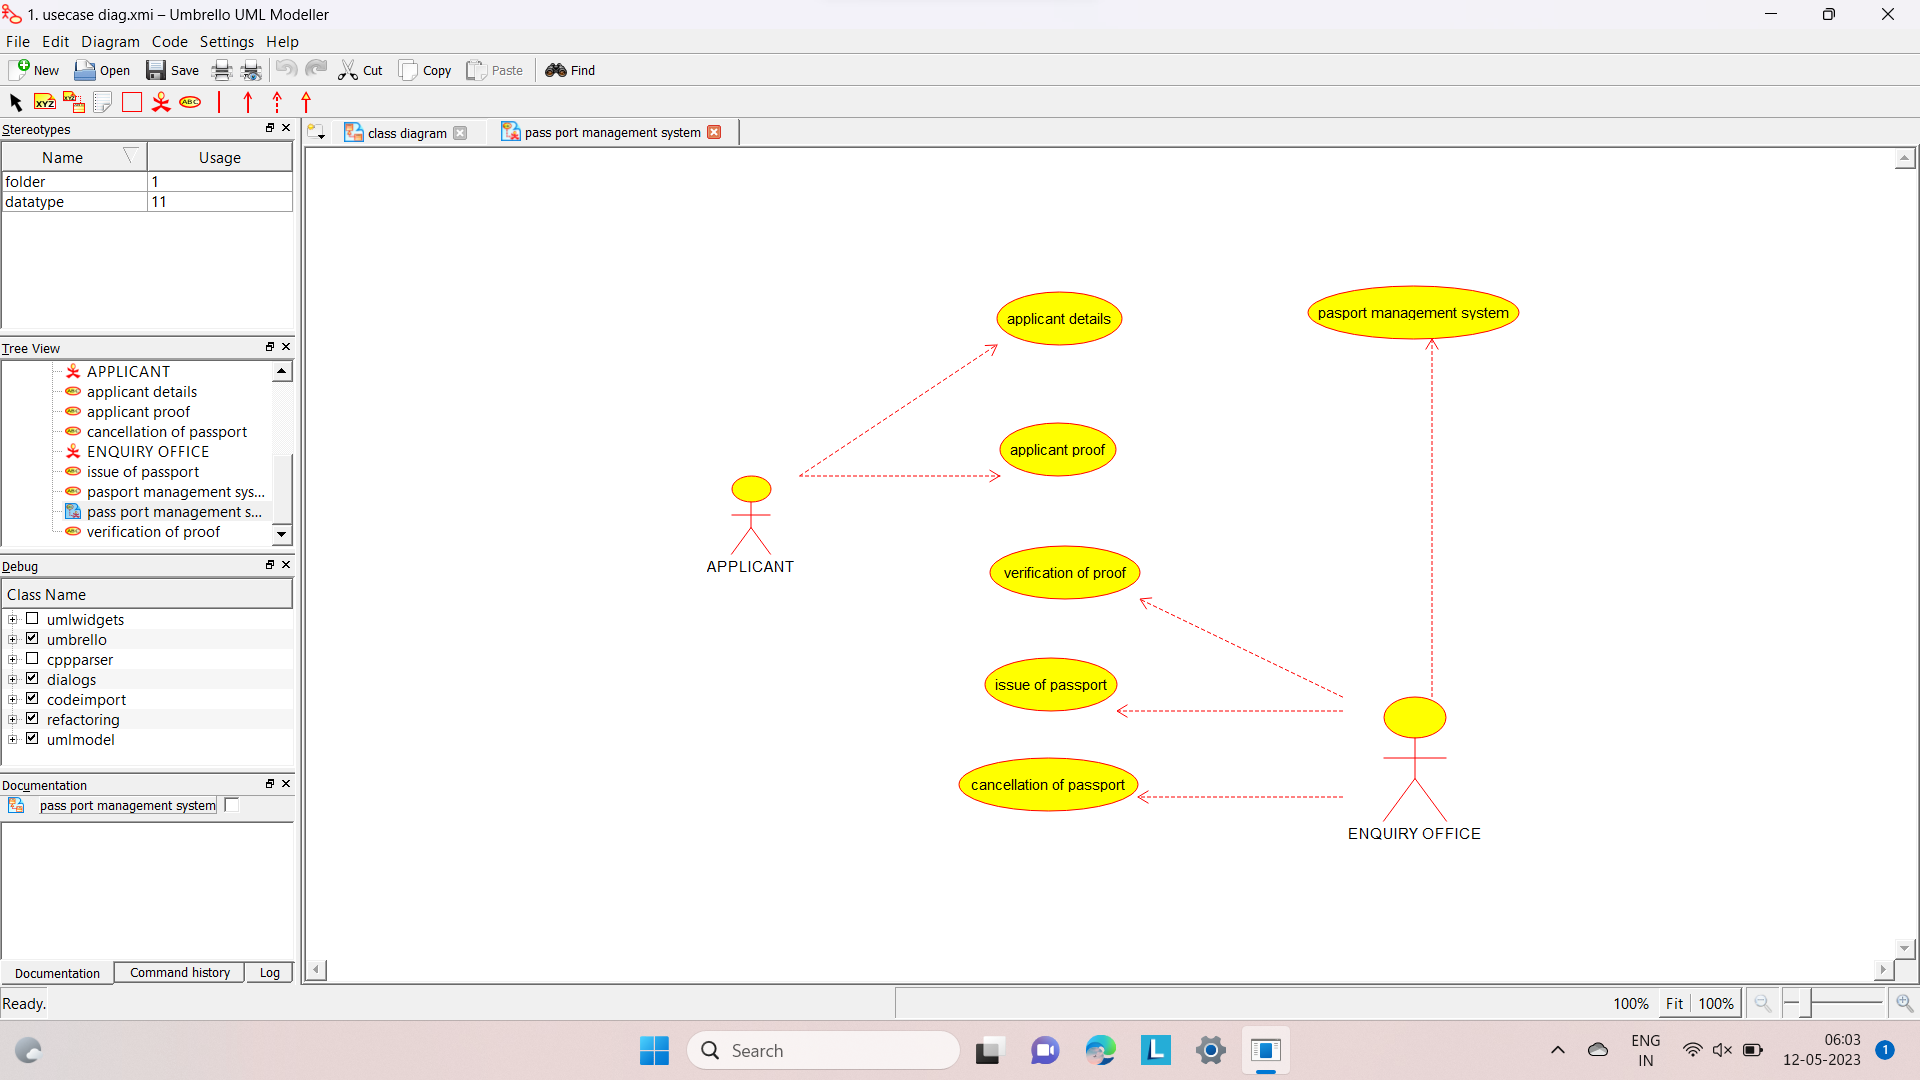 1. usecase diag.xmi – Umbrello UML Modeller
File Edit Diagram Code Settings Help
New Open Save Cut Copy Paste Find
XYZ XYZ ABC
Stereotypes
Name Usage
folder 1
datatype 11
Tree View
APPLICANT
applicant details
applicant proof
cancellation of passport
ENQUIRY OFFICE
issue of passport
pasport management sys...
pass port management s...
verification of proof
Debug
Class Name
umlwidgets
umbrello
cppparser
dialogs
codeimport
refactoring
umlmodel
Documentation
pass port management system
Documentation Command history Log
class diagram pass port management system
applicant details
pasport management system
applicant proof
APPLICANT
verification of proof
issue of passport
cancellation of passport
ENQUIRY OFFICE
Ready.
100% Fit 100%
Search
L
ENG
IN
06:03
12-05-2023
1